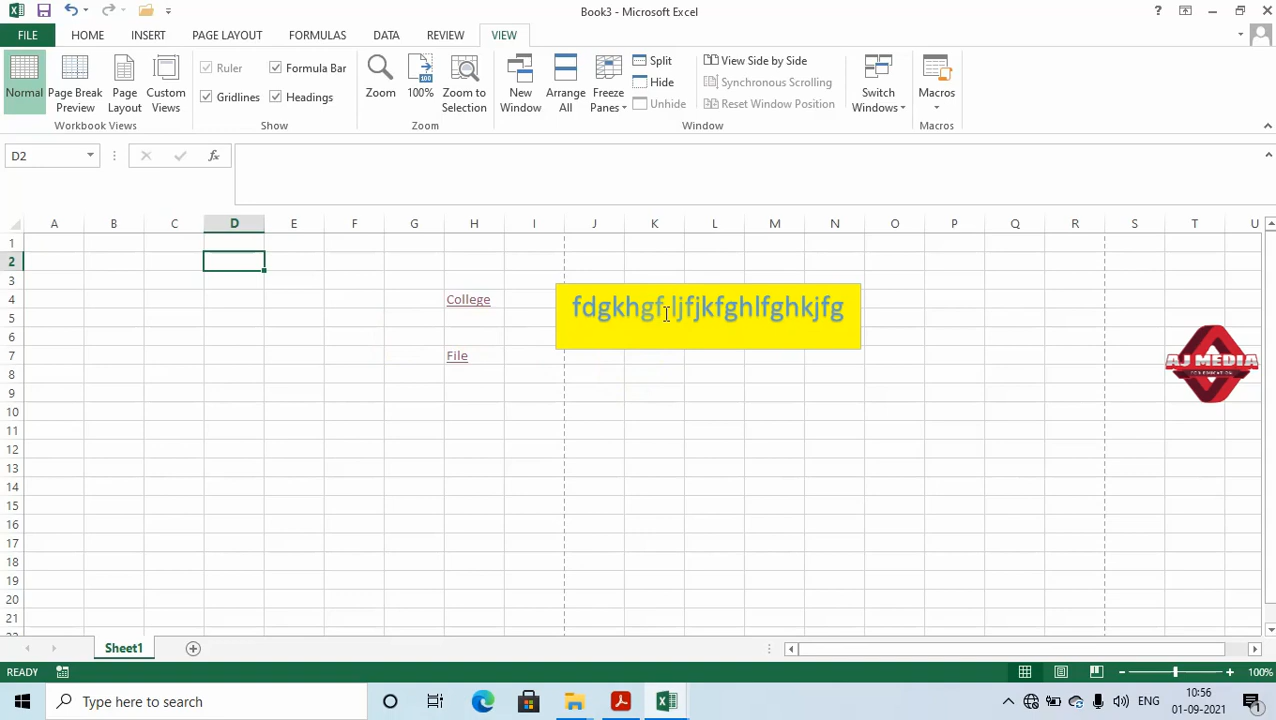 Book3 - Microsoft Excel
?
FILE HOME INSERT PAGE LAYOUT FORMULAS DATA REVIEW VIEW
Normal
Page Break Preview
Page Layout
Custom Views
Workbook Views
Ruler
Formula Bar
Gridlines
Headings
Show
Zoom
100
100%
Zoom to Selection
Zoom
New Window
Arrange All
Freeze Panes
Split
Hide
Unhide
View Side by Side
Synchronous Scrolling
Reset Window Position
Window
Switch Windows
Macros
Macros
D2
fx
A B C D E F G H I J K L M N O P Q R S T U
1
2
3
4
5
6
7
8
9
10
11
12
13
14
15
16
17
18
19
20
21
College
File
AJ MEDIA
FOR EDUCATION
Sheet1
READY
100%
Type here to search
ENG
10:56
01-09-2021
1